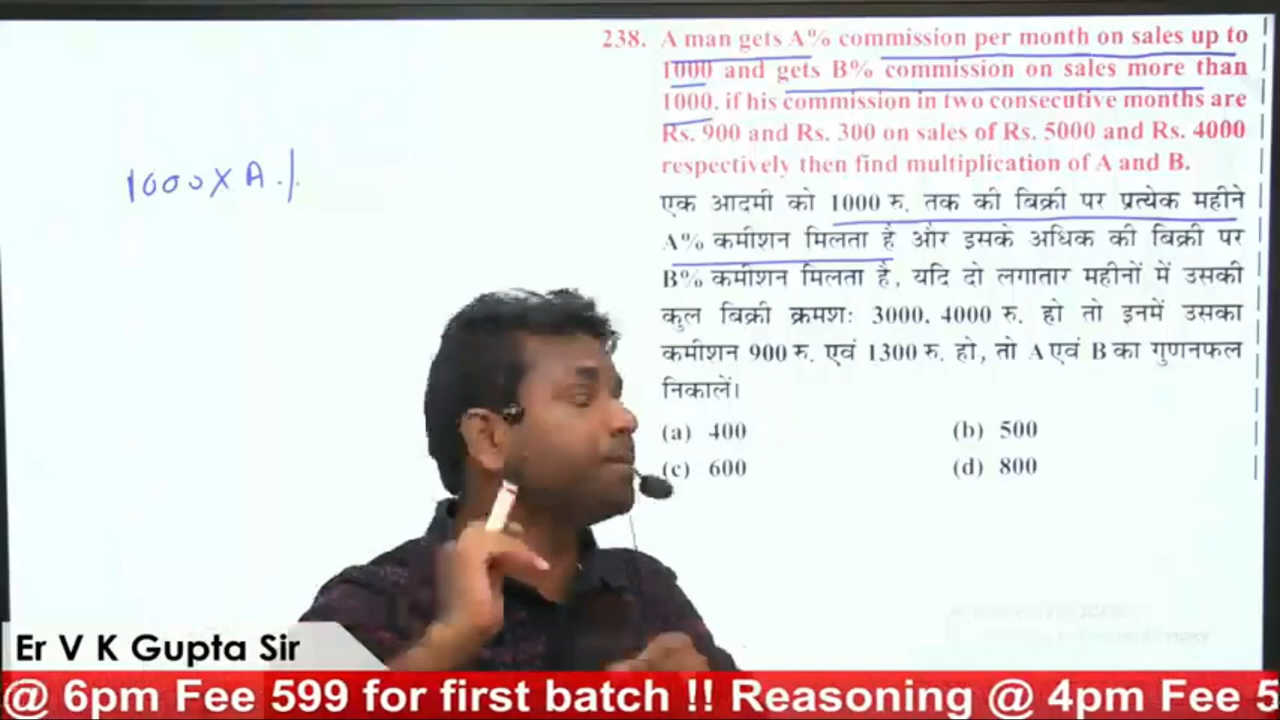 238. A man gets A% commission per month on sales up to
1000 and gets B% commission on sales more than
1000. if his commission in two consecutive months are
Rs. 900 and Rs. 300 on sales of Rs. 5000 and Rs. 4000
respectively then find multiplication of A and B.
एक आदमी को 1000 रु. तक की बिक्री पर प्रत्येक महीने
A% कमीशन मिलता है और इसके अधिक की बिक्री पर
B% कमीशन मिलता है, यदि दो लगातार महीनों में उसकी
कुल बिक्री क्रमशः 3000. 4000 रु. हो तो इनमें उसका
कमीशन 900 रु. एवं 1300 रु. हो, तो A एवं B का गुणनफल
निकालें।
(a) 400 (b) 500
(c) 600 (d) 800
1000 X A ./.
Er V K Gupta Sir
@ 6pm Fee 599 for first batch !! Reasoning @ 4pm Fee 5